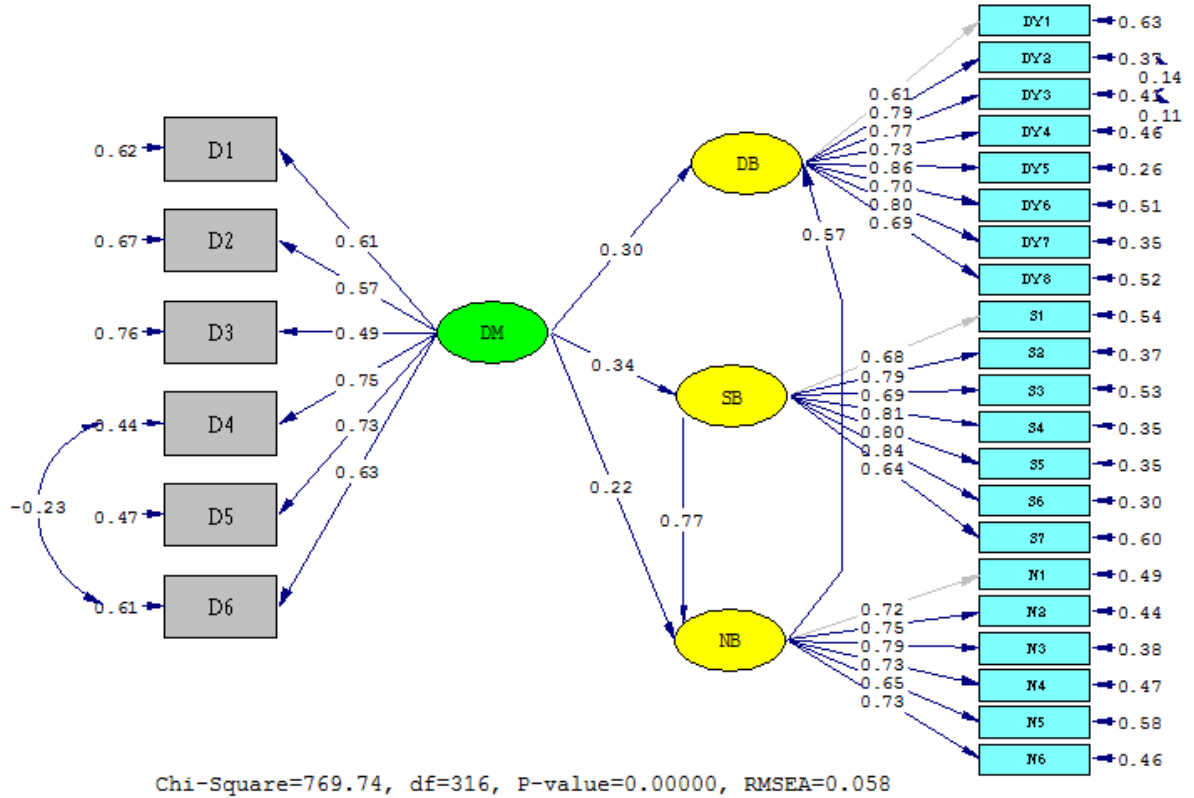 DY1 0.63
DY2 0.37
0.14
0.61 DY3 0.41
0.79 0.11
0.77 DY4 0.46
0.62 D1 DB 0.73
0.86 DY5 0.26
0.70 DY6 0.51
0.80
0.69
0.67 D2 0.61 0.30 0.57 DY7 0.35
0.57 DY8 0.52
S1 0.54
0.76 D3 0.49 DM
0.68 S2 0.37
0.75 0.34 0.79
0.69 S3 0.53
SB 0.81
0.44 D4 0.73 0.80 S4 0.35
0.84
0.64 S5 0.35
0.63
0.22 S6 0.30
-0.23 0.47 D5 0.77
S7 0.60
N1 0.49
0.61 D6 0.72 N2 0.44
0.75
NB 0.79 N3 0.38
0.73
0.65 N4 0.47
0.73
N5 0.58
N6 0.46
Chi-Square=769.74, df=316, P-value=0.00000, RMSEA=0.058